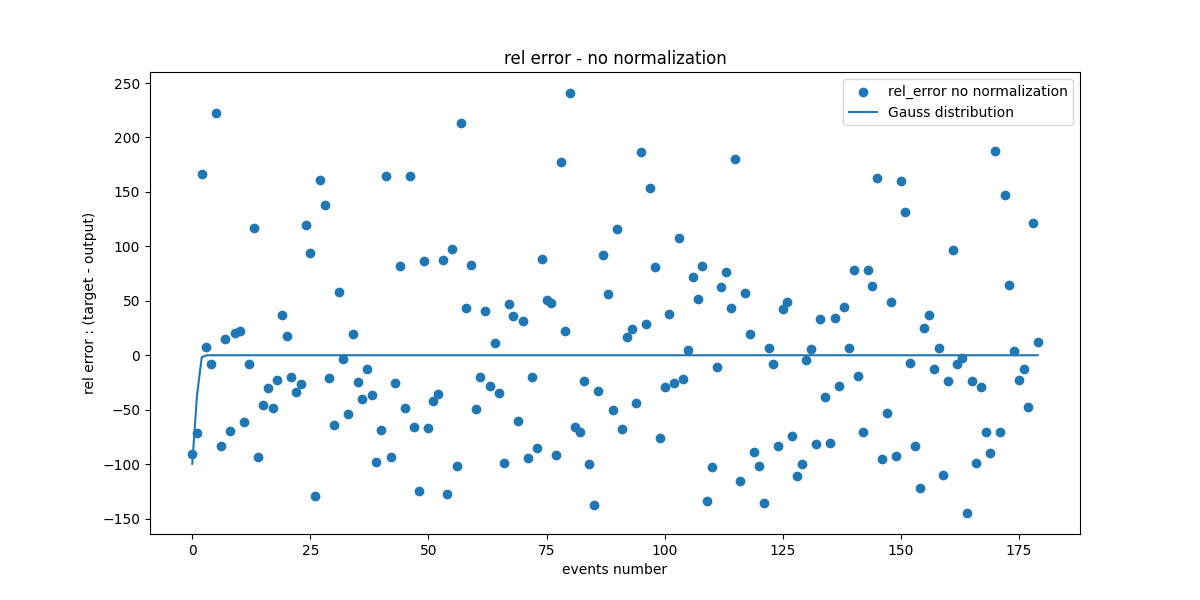 rel error - no normalization
rel_error no normalization
Gauss distribution
rel error : (target - output)
250
200
150
100
50
0
−50
−100
−150
0 25 50 75 100 125 150 175
events number